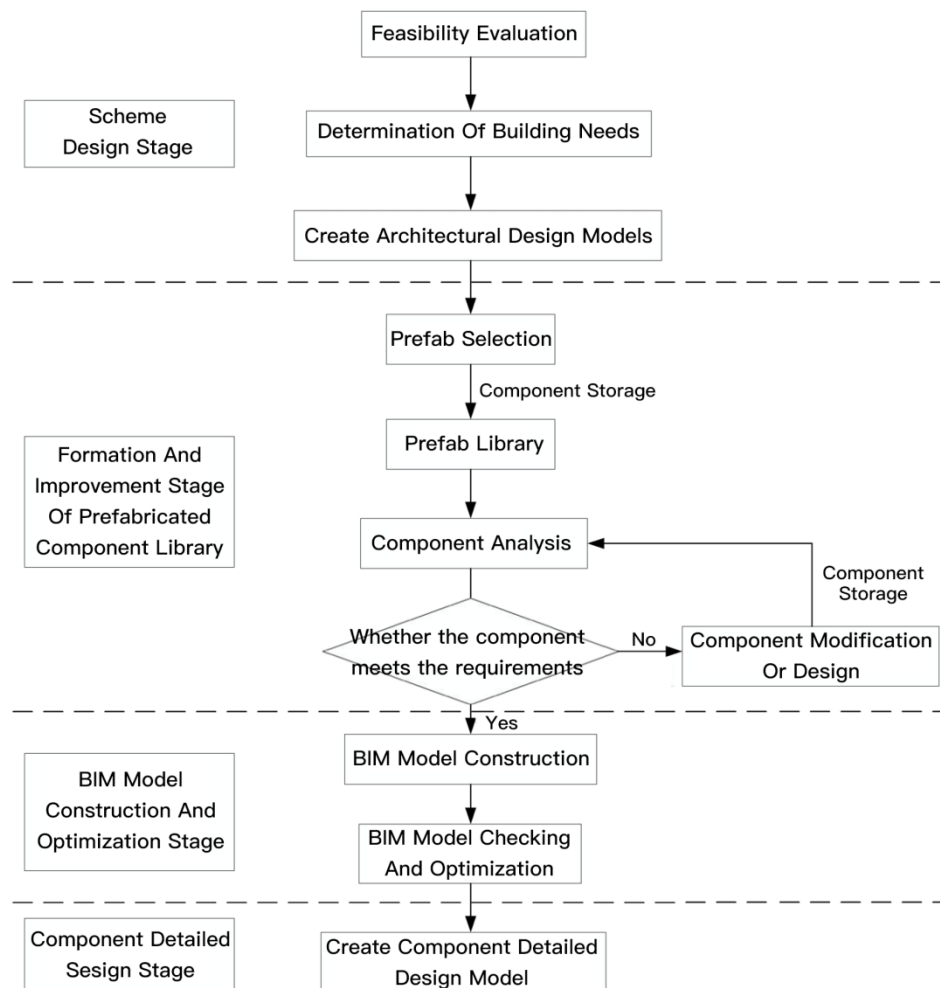 Feasibility Evaluation
Scheme
Design Stage
Determination Of Building Needs
Create Architectural Design Models
Prefab Selection
Component Storage
Prefab Library
Formation And
Improvement Stage
Of Prefabricated
Component Library
Component Analysis
Component
Storage
Whether the component
meets the requirements
No
Component Modification
Or Design
Yes
BIM Model Construction
BIM Model
Construction And
Optimization Stage
BIM Model Checking
And Optimization
Component Detailed
Sesign Stage
Create Component Detailed
Design Model